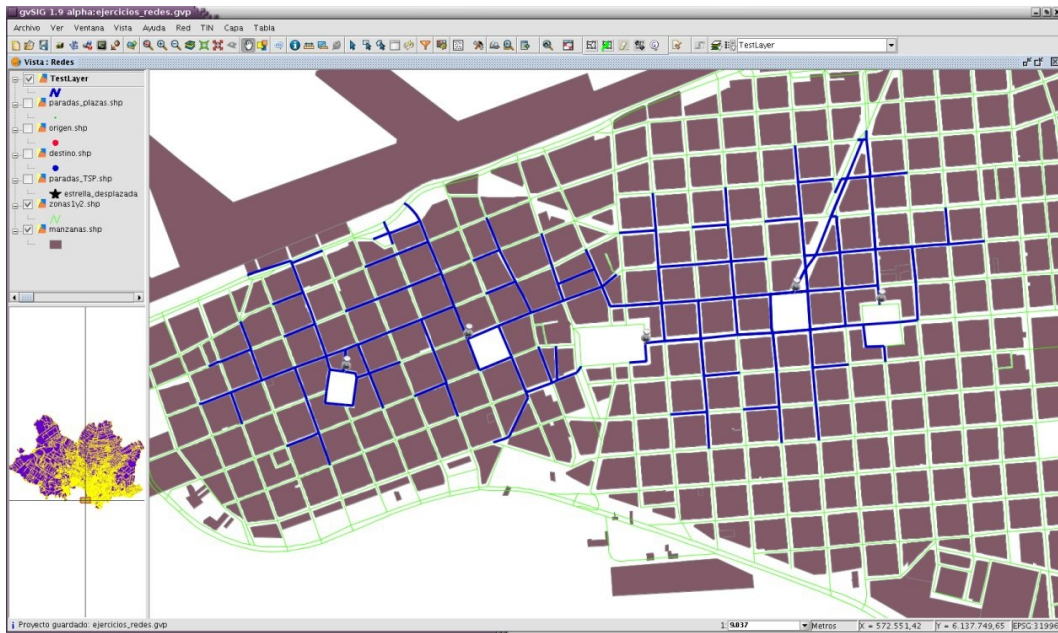 gvSIG 1.9 alpha:ejercicios_redes.gvp
Archivo Ver Ventana Vista Ayuda Red TIN Capa Tabla
TestLayer
Vista : Redes
TestLayer
paradas_plazas.shp
origen.shp
destino.shp
paradas_TSP.shp
estrella_desplazada
zonas1y2.shp
manzanas.shp
Proyecto guardado: ejercicios_redes.gvp
1: 9.037 Metros X = 572.551,42 Y = 6.137.749,65 EPSG:31996